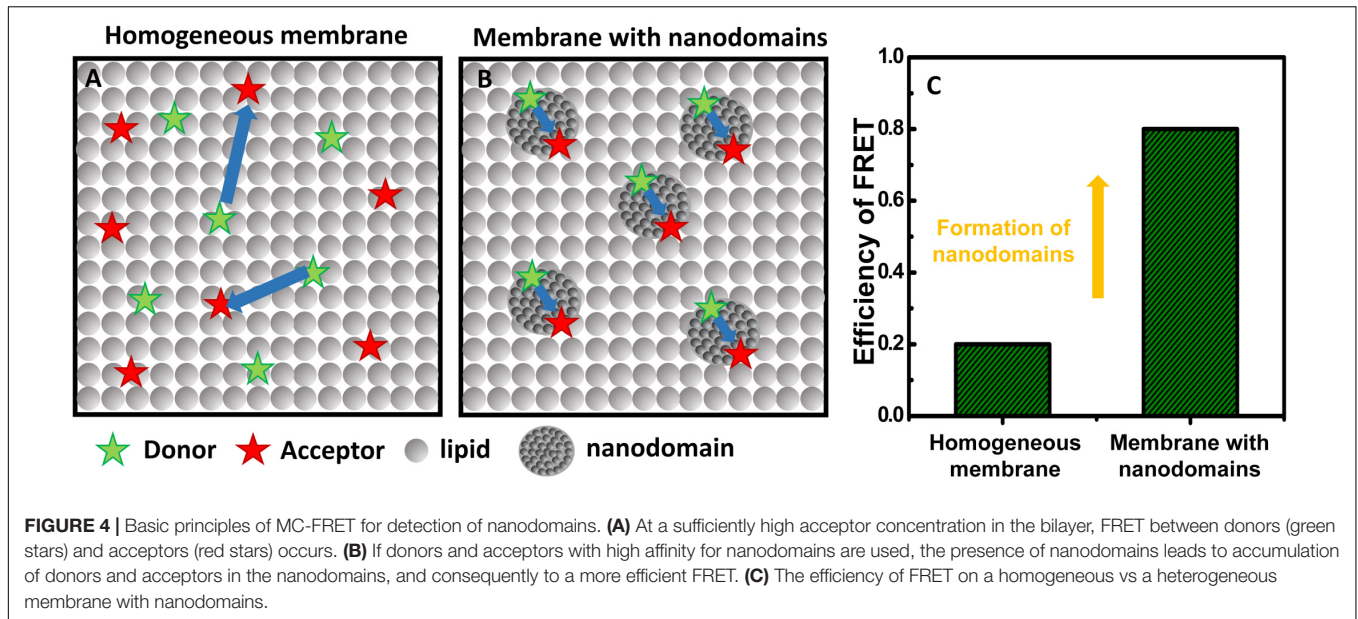 Homogeneous membrane
Membrane with nanodomains
A
B
C
Efficiency of FRET
1.0
0.8
0.6
0.4
0.2
0.0
Formation of
nanodomains
Homogeneous
membrane
Membrane with
nanodomains
Donor
Acceptor
lipid
nanodomain
FIGURE 4 | Basic principles of MC-FRET for detection of nanodomains. (A) At a sufficiently high acceptor concentration in the bilayer, FRET between donors (green
stars) and acceptors (red stars) occurs. (B) If donors and acceptors with high affinity for nanodomains are used, the presence of nanodomains leads to accumulation
of donors and acceptors in the nanodomains, and consequently to a more efficient FRET. (C) The efficiency of FRET on a homogeneous vs a heterogeneous
membrane with nanodomains.